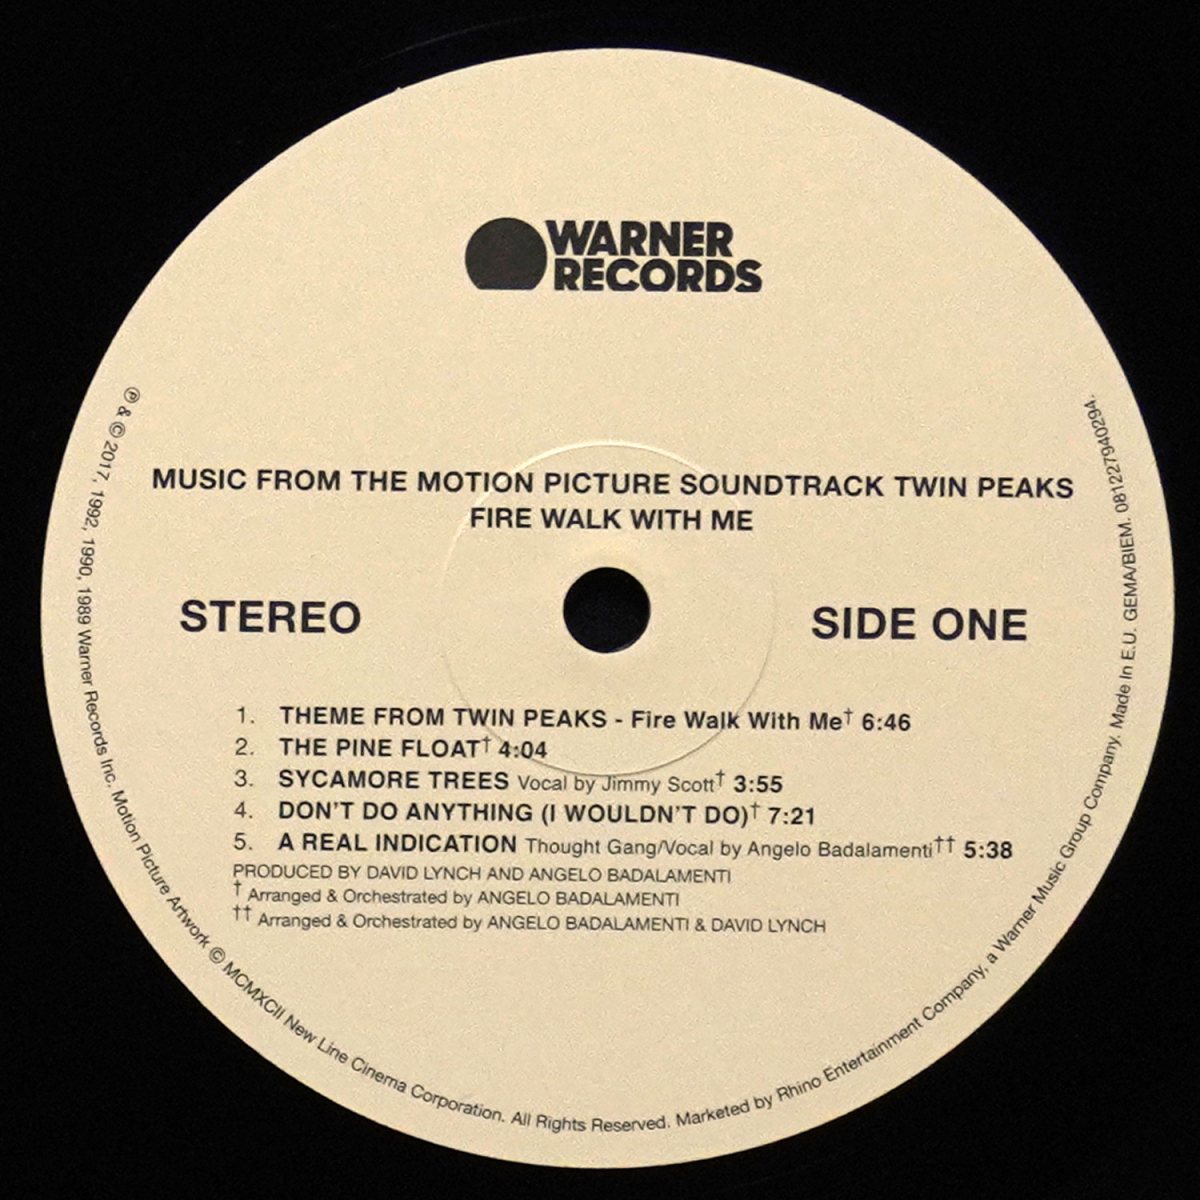 WARNER
RECORDS
MUSIC FROM THE MOTION PICTURE SOUNDTRACK TWIN PEAKS
FIRE WALK WITH ME
STEREO
SIDE ONE
1. THEME FROM TWIN PEAKS - Fire Walk With Me† 6:46
2. THE PINE FLOAT† 4:04
3. SYCAMORE TREES Vocal by Jimmy Scott† 3:55
4. DON'T DO ANYTHING (I WOULDN'T DO)† 7:21
5. A REAL INDICATION Thought Gang/Vocal by Angelo Badalamenti†† 5:38
PRODUCED BY DAVID LYNCH AND ANGELO BADALAMENTI
† Arranged & Orchestrated by ANGELO BADALAMENTI
†† Arranged & Orchestrated by ANGELO BADALAMENTI & DAVID LYNCH
℗ & © 2017, 1992, 1990, 1989 Warner Records Inc. Motion Picture Artwork © MCMXCII New Line Cinema Corporation. All Rights Reserved. Marketed by Rhino Entertainment Company, a Warner Music Group Company. Made in E.U. GEMA/BIEM. 081227940294.